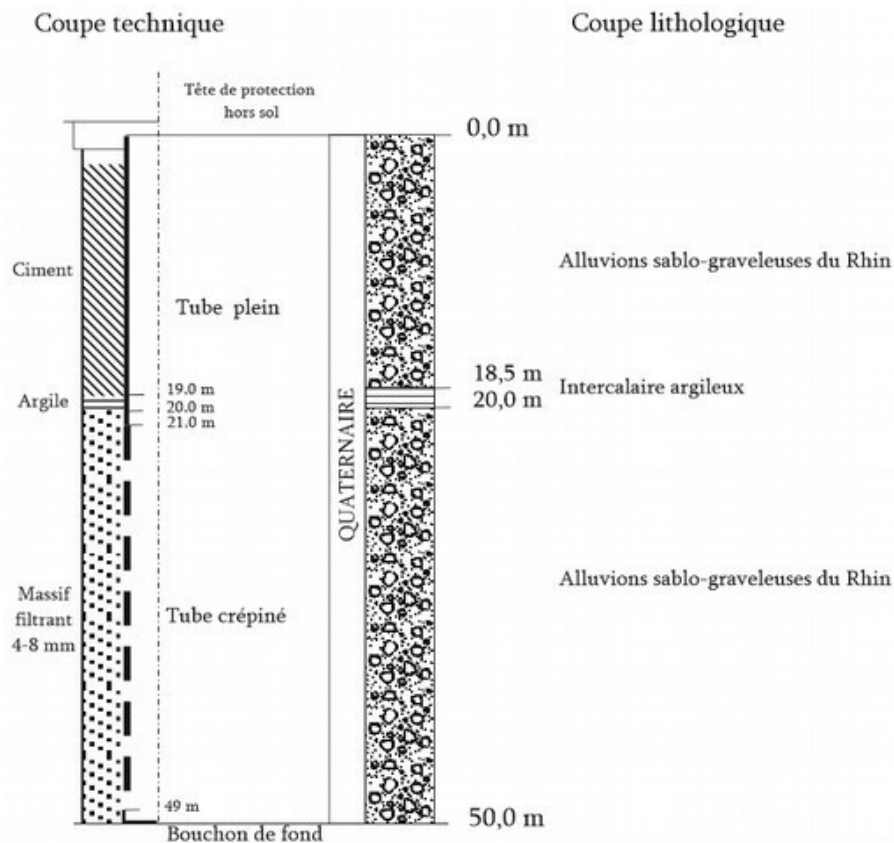 Coupe technique
Coupe lithologique
Tête de protection
hors sol
0,0 m
Ciment
Alluvions sablo-graveleuses du Rhin
Tube plein
18,5 m
19.0 m
Intercalaire argileux
Argile
20.0 m
20,0 m
21.0 m
QUATERNAIRE
Alluvions sablo-graveleuses du Rhin
Massif
filtrant
4-8 mm
Tube crépiné
49 m
50,0 m
Bouchon de fond